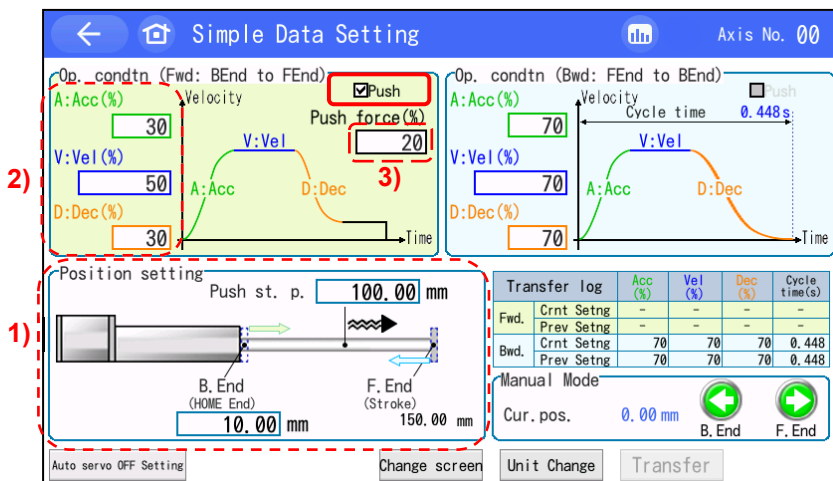 Simple Data Setting
Axis No. 00
Op. condtn (Fwd: BEnd to FEnd)
A:Acc(%)
30
V:Vel(%)
50
D:Dec(%)
30
2)
Velocity
Push
Push force(%)
20
3)
V:Vel
A:Acc
D:Dec
Time
Op. condtn (Bwd: FEnd to BEnd)
A:Acc(%)
70
V:Vel(%)
70
D:Dec(%)
70
Velocity
Push
Cycle time 0.448s
V:Vel
A:Acc
D:Dec
Time
1)
Position setting
Push st. p. 100.00 mm
B. End
(HOME End)
10.00 mm
F. End
(Stroke)
150.00 mm
Transfer log Acc (%) Vel (%) Dec (%) Cycle time(s)
Fwd. Crnt Setng - - - -
Prev Setng - - - -
Bwd. Crnt Setng 70 70 70 0.448
Prev Setng 70 70 70 0.448
Manual Mode
Cur. pos. 0.00 mm
B. End
F. End
Auto servo OFF Setting
Change screen
Unit Change
Transfer